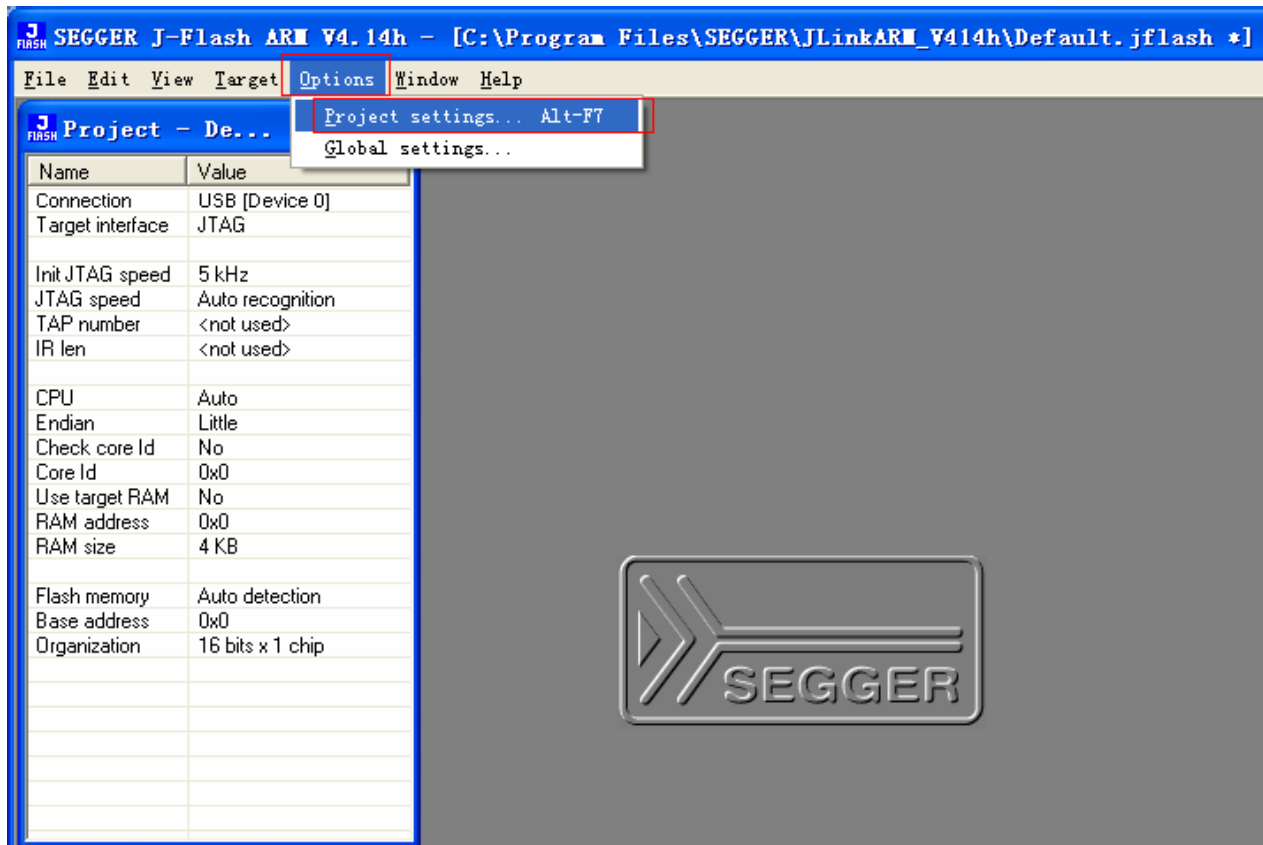 J FLASH SEGGER J-Flash ARM V4.14h - [C:\Program Files\SEGGER\JLinkARM_V414h\Default.jflash *]
File Edit View Target Options Window Help
Project settings... Alt-F7
Global settings...
J FLASH Project - De...
Name Value
Connection USB [Device 0]
Target interface JTAG
Init JTAG speed 5 kHz
JTAG speed Auto recognition
TAP number <not used>
IR len <not used>
CPU Auto
Endian Little
Check core Id No
Core Id 0x0
Use target RAM No
RAM address 0x0
RAM size 4 KB
Flash memory Auto detection
Base address 0x0
Organization 16 bits x 1 chip
SEGGER